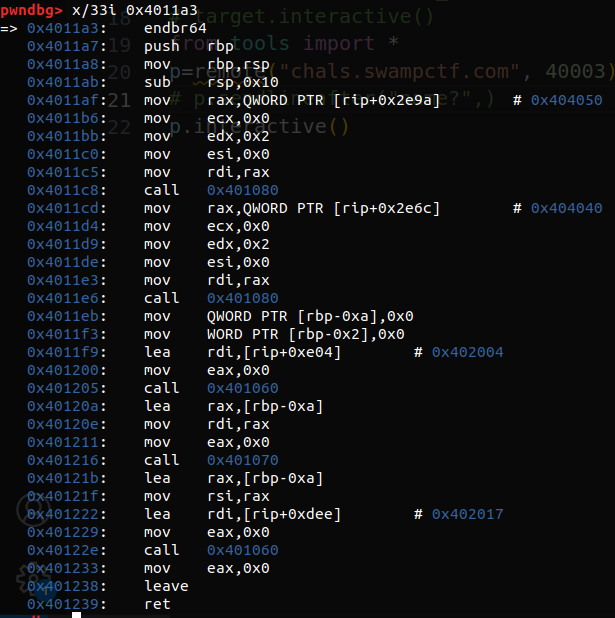 pwndbg> x/33i 0x4011a3
18 # target.interactive()
=> 0x4011a3: endbr64
19 from tools import *
0x4011a7: push rbp
0x4011a8: mov rbp,rsp
20 p=remote("chals.swampctf.com", 40003)
0x4011ab: sub rsp,0x10
0x4011af: mov rax,QWORD PTR [rip+0x2e9a] # 0x404050
21 # p.sendlineafter("name?",)
0x4011b6: mov ecx,0x0
22 p.interactive()
0x4011bb: mov edx,0x2
0x4011c0: mov esi,0x0
0x4011c5: mov rdi,rax
0x4011c8: call 0x401080
0x4011cd: mov rax,QWORD PTR [rip+0x2e6c] # 0x404040
0x4011d4: mov ecx,0x0
0x4011d9: mov edx,0x2
0x4011de: mov esi,0x0
0x4011e3: mov rdi,rax
0x4011e6: call 0x401080
0x4011eb: mov QWORD PTR [rbp-0xa],0x0
0x4011f3: mov WORD PTR [rbp-0x2],0x0
0x4011f9: lea rdi,[rip+0xe04] # 0x402004
0x401200: mov eax,0x0
0x401205: call 0x401060
0x40120a: lea rax,[rbp-0xa]
0x40120e: mov rdi,rax
0x401211: mov eax,0x0
0x401216: call 0x401070
0x40121b: lea rax,[rbp-0xa]
0x40121f: mov rsi,rax
0x401222: lea rdi,[rip+0xdee] # 0x402017
0x401229: mov eax,0x0
0x40122e: call 0x401060
0x401233: mov eax,0x0
0x401238: leave
0x401239: ret